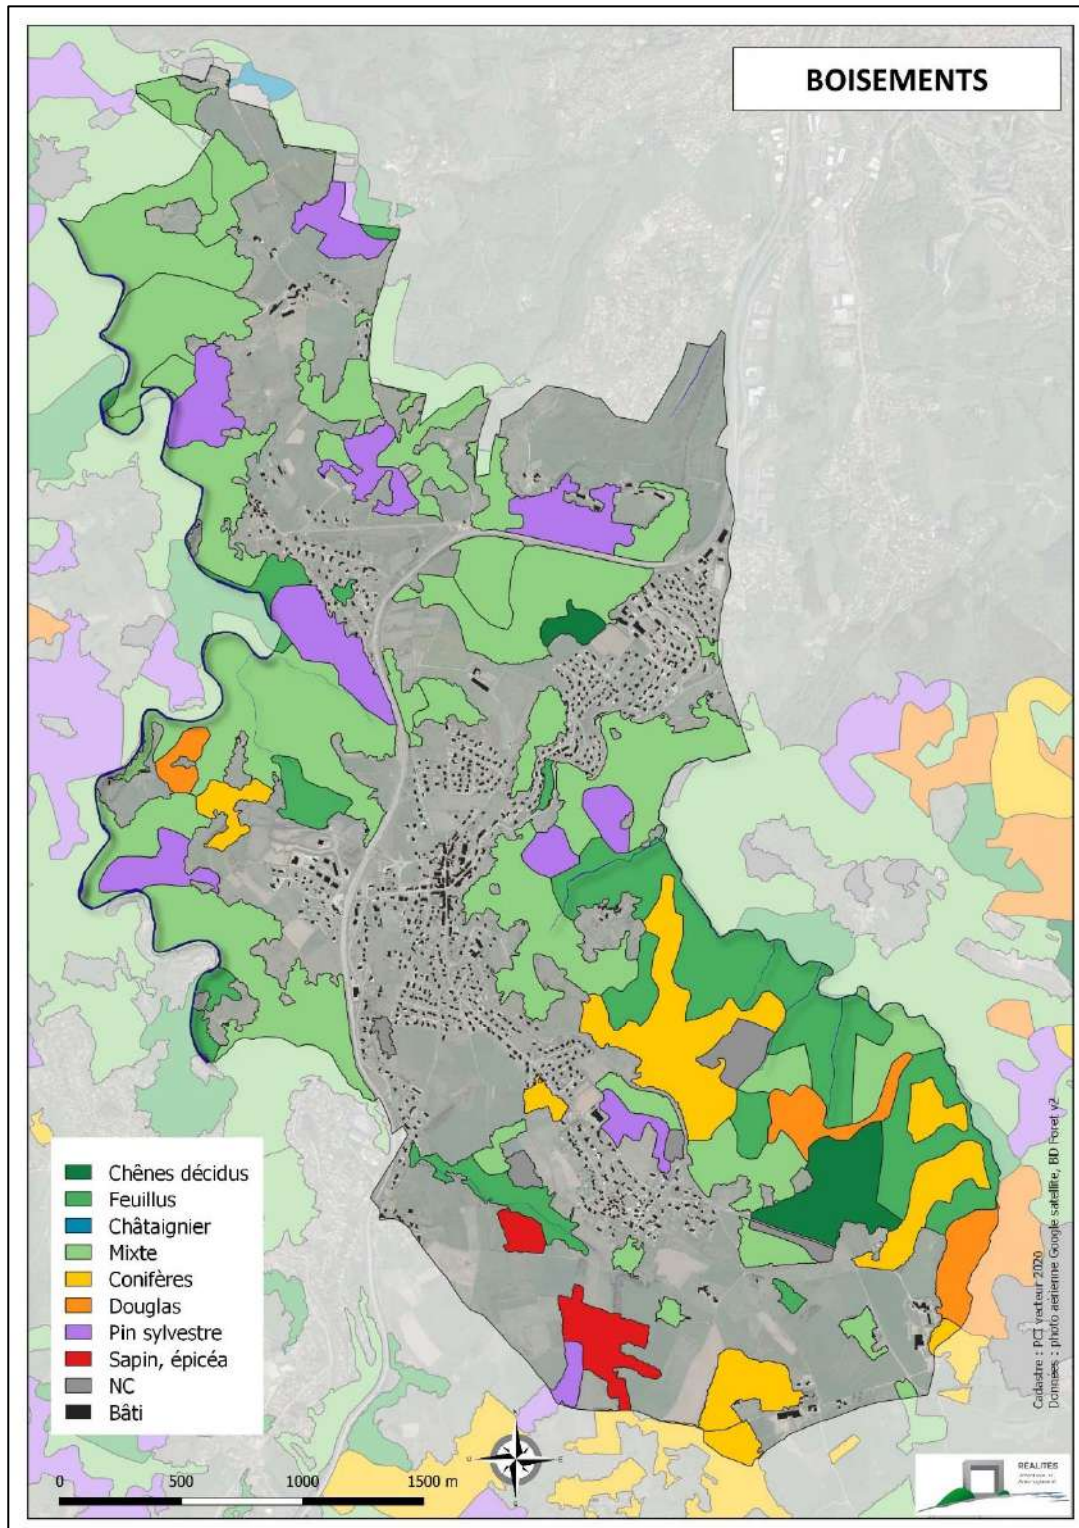 BOISEMENTS
Chênes décidus
Feuillus
Châtaignier
Mixte
Conifères
Douglas
Pin sylvestre
Sapin, épicéa
NC
Bâti
0 500 1000 1500 m
Cadastre : PCI vecteur 2020
Données : photo aérienne Google satellite, BD Foret v2
RÉALITÉS